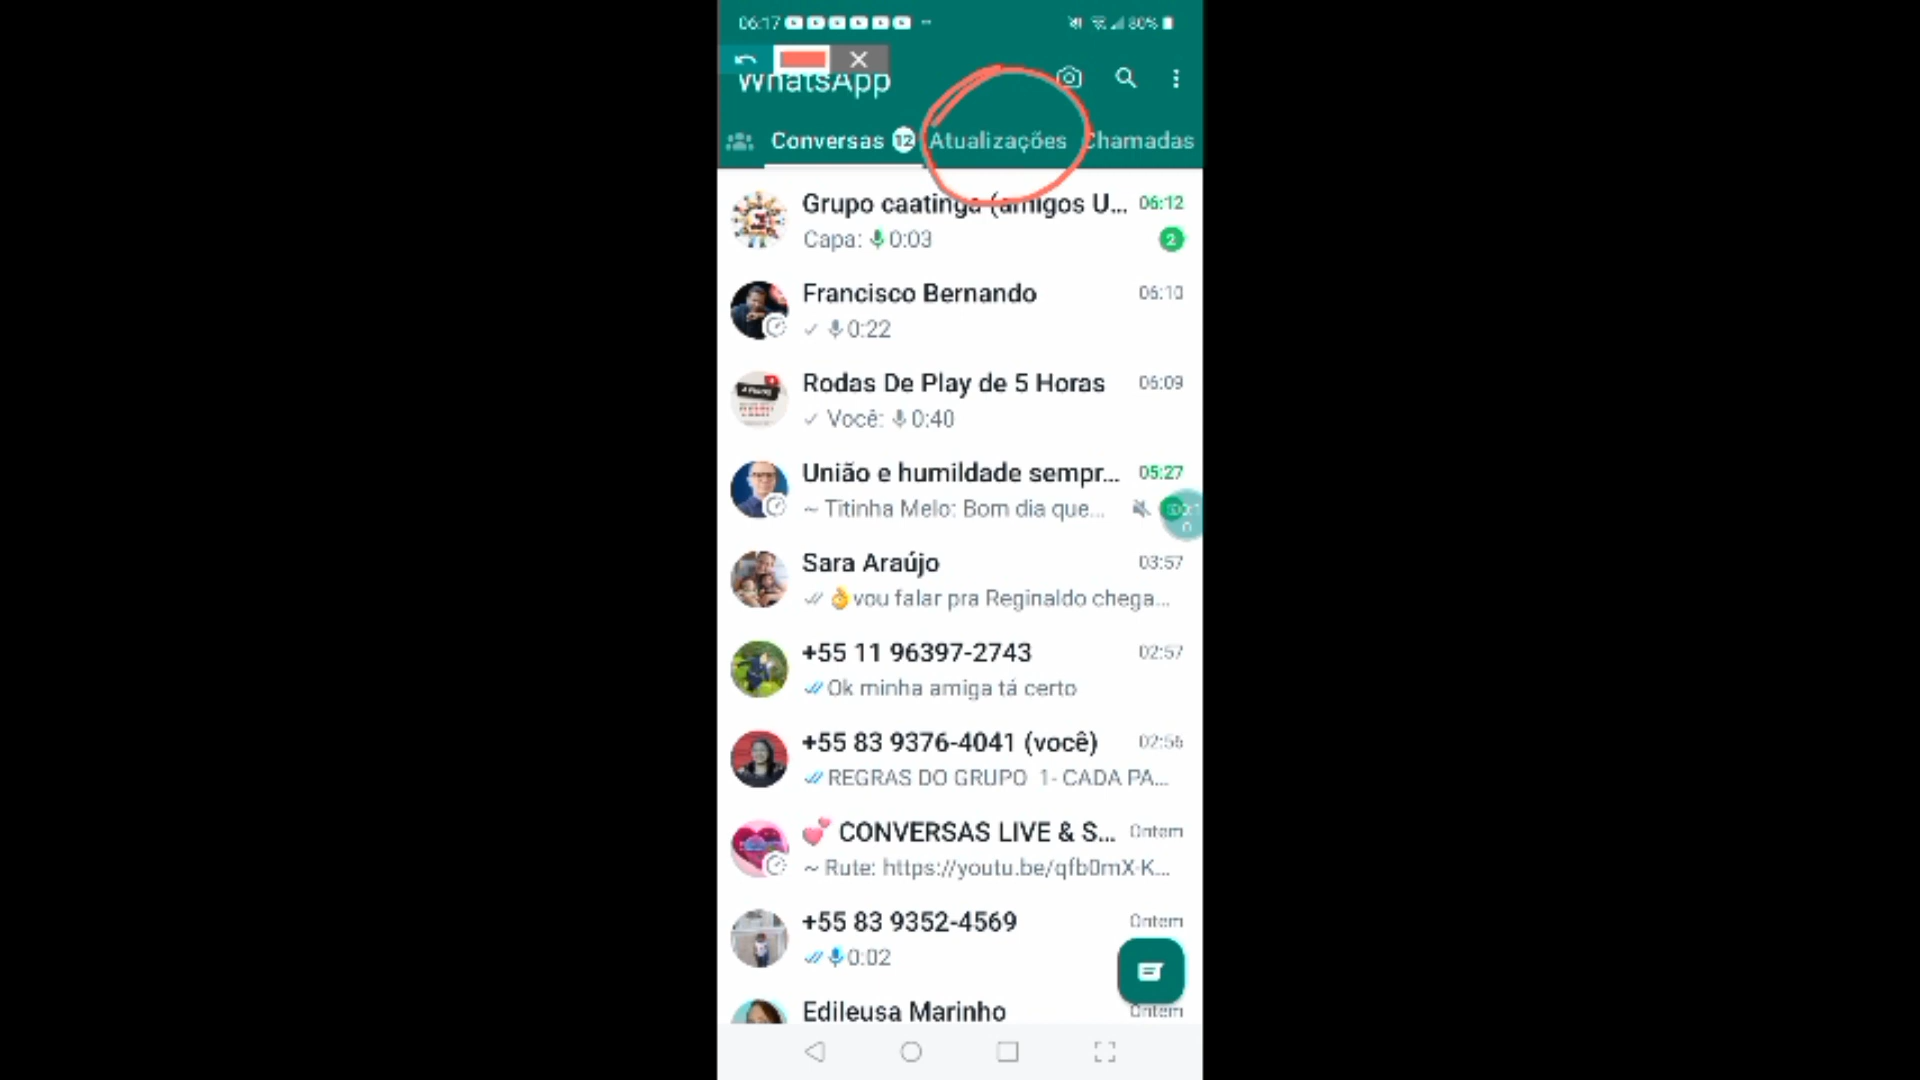 06:17
80%
WhatsApp
Conversas 12 Atualizações Chamadas
Grupo caatinga (amigos U... 06:12
Capa: 0:03 2
Francisco Bernando 06:10
0:22
Rodas De Play de 5 Horas 06:09
Você: 0:40
União e humildade sempr... 05:27
~ Titinha Melo: Bom dia que...
Sara Araújo 03:57
👌vou falar pra Reginaldo chega...
+55 11 96397-2743 02:57
Ok minha amiga tá certo
+55 83 9376-4041 (você) 02:56
REGRAS DO GRUPO 1- CADA PA...
💕 CONVERSAS LIVE & S... Ontem
~ Rute: https://youtu.be/qfb0mX-K...
+55 83 9352-4569 Ontem
0:02
Edileusa Marinho Ontem